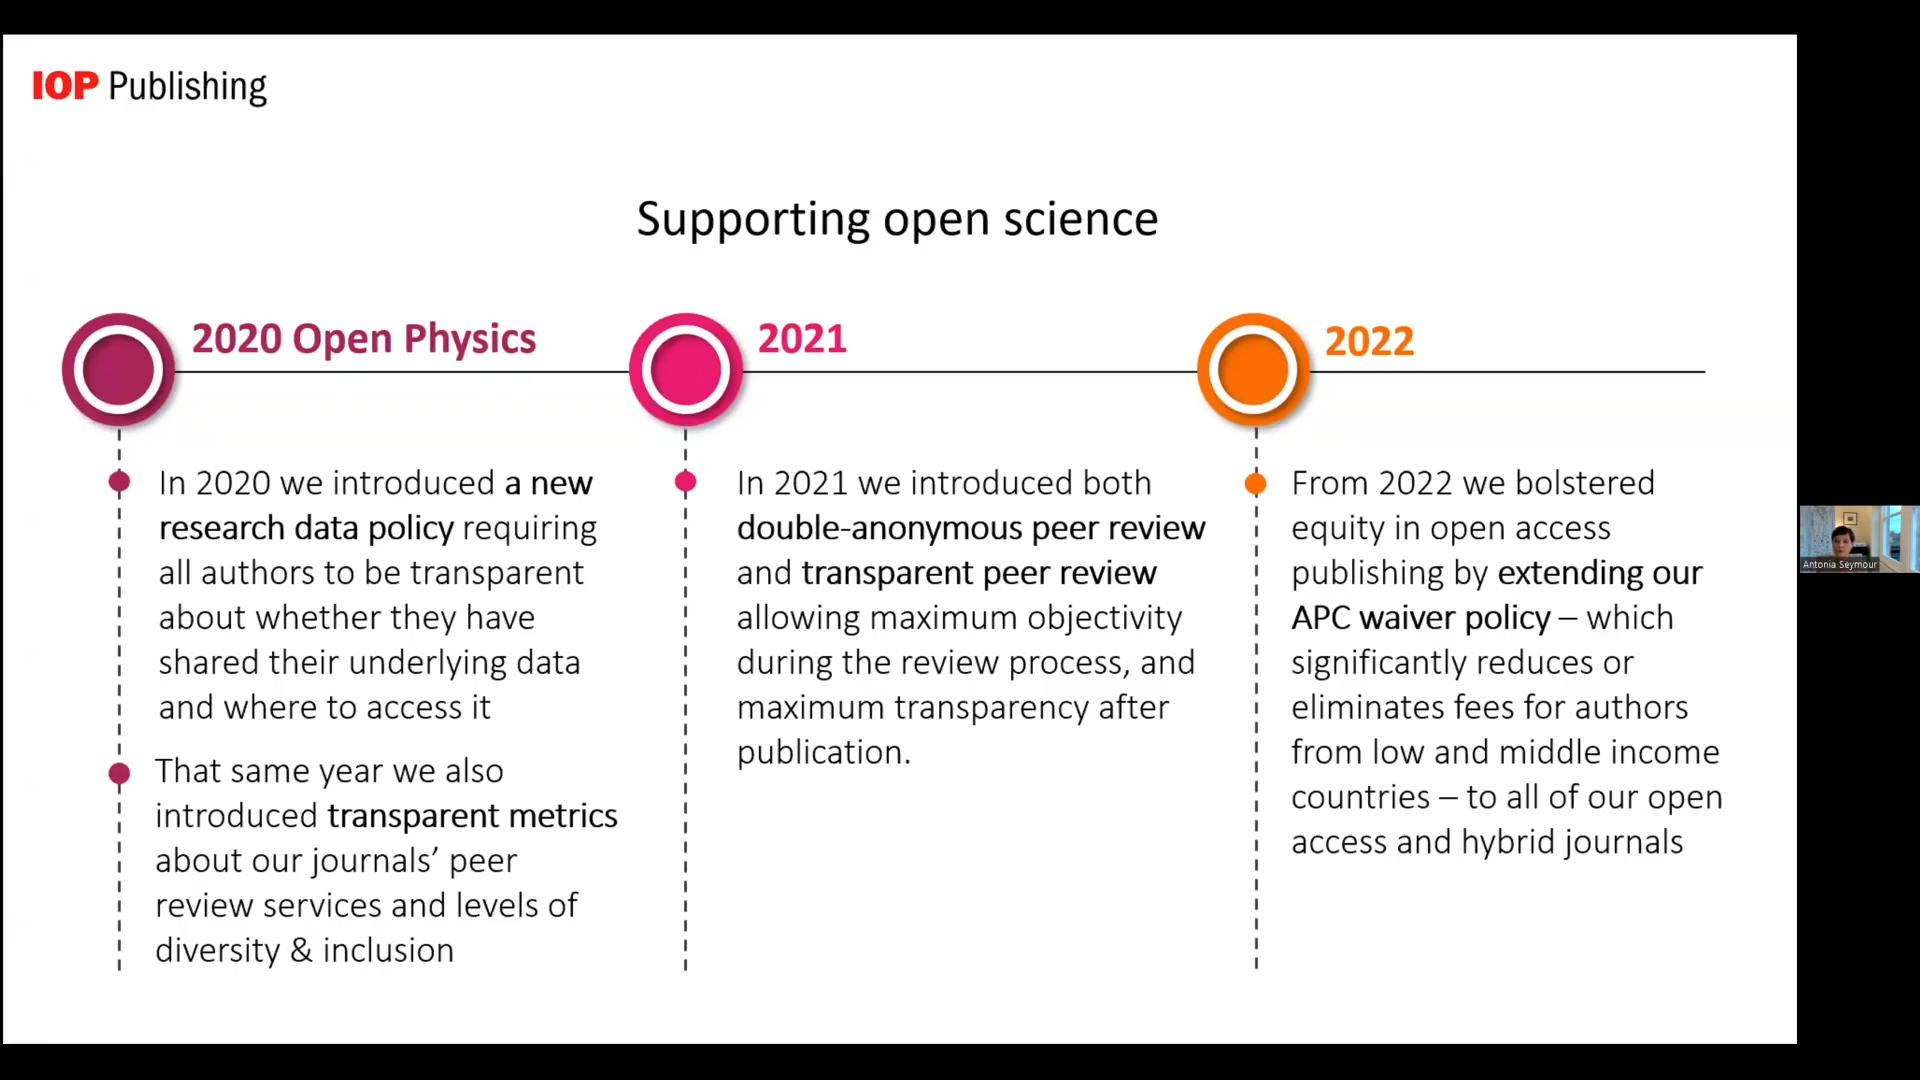 IOP Publishing
Supporting open science
2020 Open Physics
In 2020 we introduced a new
research data policy requiring
all authors to be transparent
about whether they have
shared their underlying data
and where to access it
That same year we also
introduced transparent metrics
about our journals’ peer
review services and levels of
diversity & inclusion
2021
In 2021 we introduced both
double-anonymous peer review
and transparent peer review
allowing maximum objectivity
during the review process, and
maximum transparency after
publication.
2022
From 2022 we bolstered
equity in open access
publishing by extending our
APC waiver policy – which
significantly reduces or
eliminates fees for authors
from low and middle income
countries – to all of our open
access and hybrid journals
Antonia Seymour